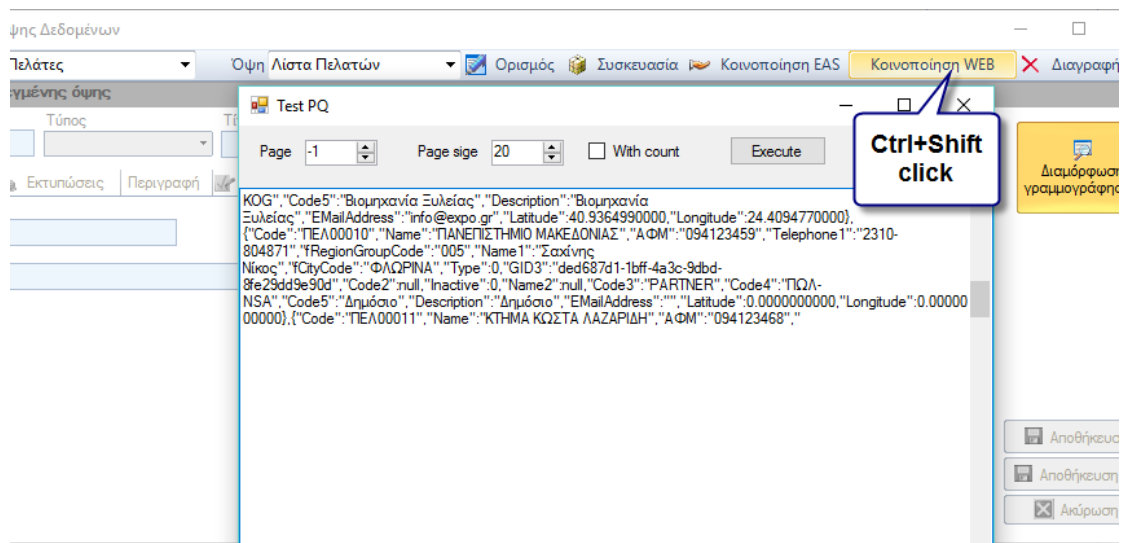 ψης Δεδομένων
Πελάτες Όψη Λίστα Πελατών Ορισμός Συσκευασία Κοινοποίηση EAS Κοινοποίηση WEB Διαγραφή
γμένης όψης
Test PQ
Τύπος
Page -1 Page sige 20 With count Execute
Ctrl+Shift
click
Διαμόρφωση
γραμμογράφησ
Εκτυπώσεις Περιγραφή
KOG","Code5":"Βιομηχανία Ξυλείας","Description":"Βιομηχανία
Ξυλείας","EMailAddress":"info@expo.gr","Latitude":40.9364990000,"Longitude":24.4094770000},
{"Code":"ΠΕΛ00010","Name":"ΠΑΝΕΠΙΣΤΗΜΙΟ ΜΑΚΕΔΟΝΙΑΣ","ΑΦΜ":"094123459","Telephone1":"2310-
804871","fRegionGroupCode":"005","Name1":"Σαχίνης
Νίκος","fCityCode":"ΦΛΩΡΙΝΑ","Type":0,"GID3":"ded687d1-1bff-4a3c-9dbd-
8fe29dd9e90d","Code2":null,"Inactive":0,"Name2":null,"Code3":"PARTNER","Code4":"ΠΩΛ-
NSA","Code5":"Δημόσιο","Description":"Δημόσιο","EMailAddress":"","Latitude":0.0000000000,"Longitude":0.00000
00000},{"Code":"ΠΕΛ00011","Name":"ΚΤΗΜΑ ΚΩΣΤΑ ΛΑΖΑΡΙΔΗ","ΑΦΜ":"094123468","
Αποθήκευσ
Αποθήκευση
Ακύρωση